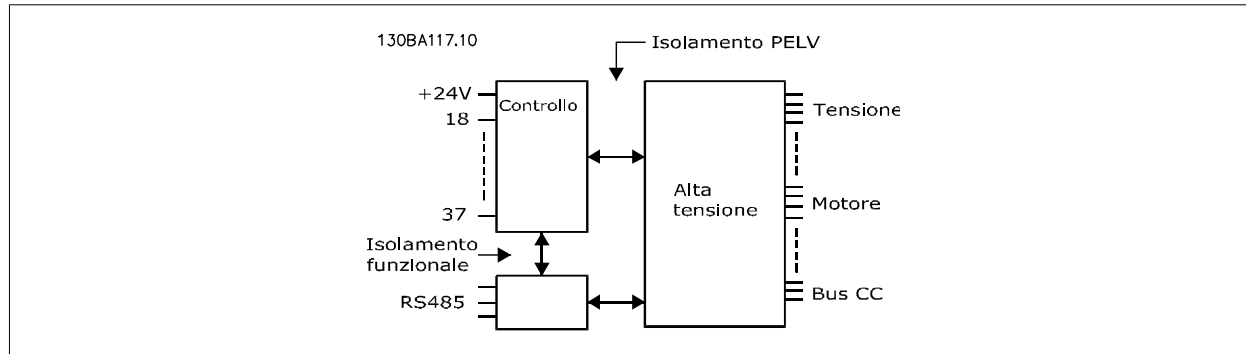 130BA117.10
Isolamento PELV
+24V
Controllo
18
37
Alta
tensione
Tensione
Motore
Bus CC
Isolamento
funzionale
RS485